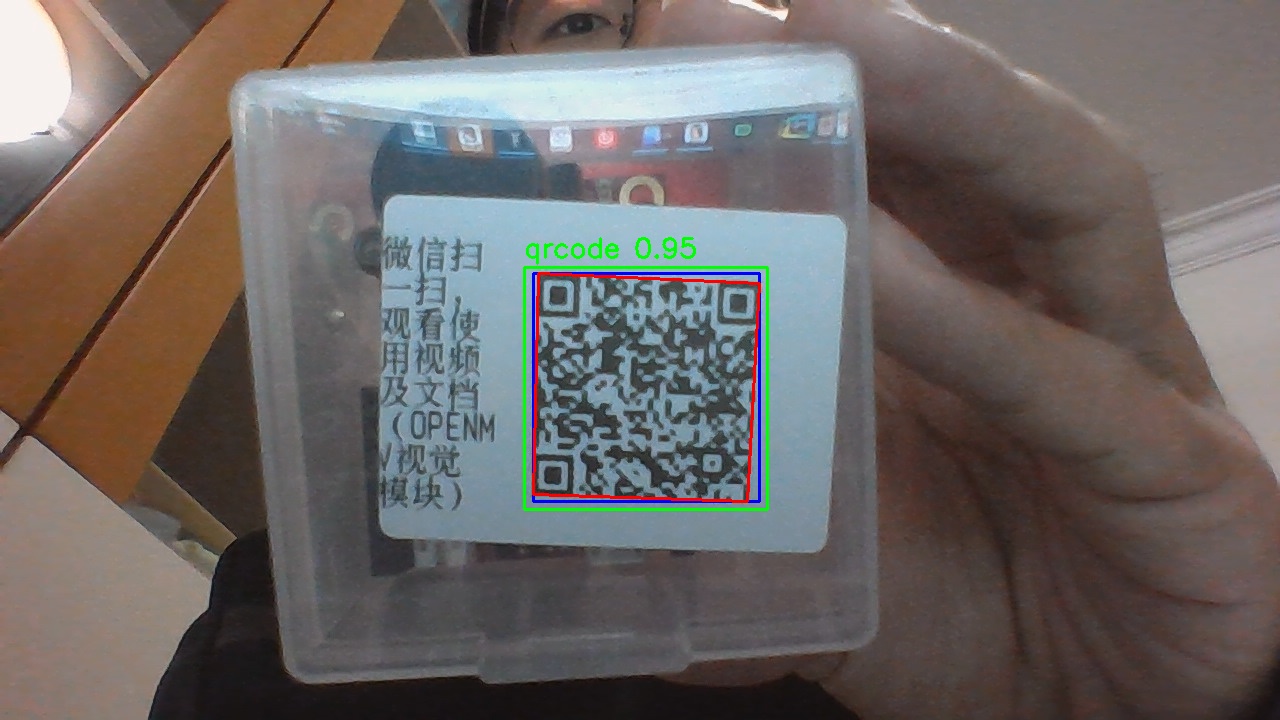 qrcode 0.95
微信扫
一扫，
观看使
用视频
及文档
（OPENM
V视觉
模块）